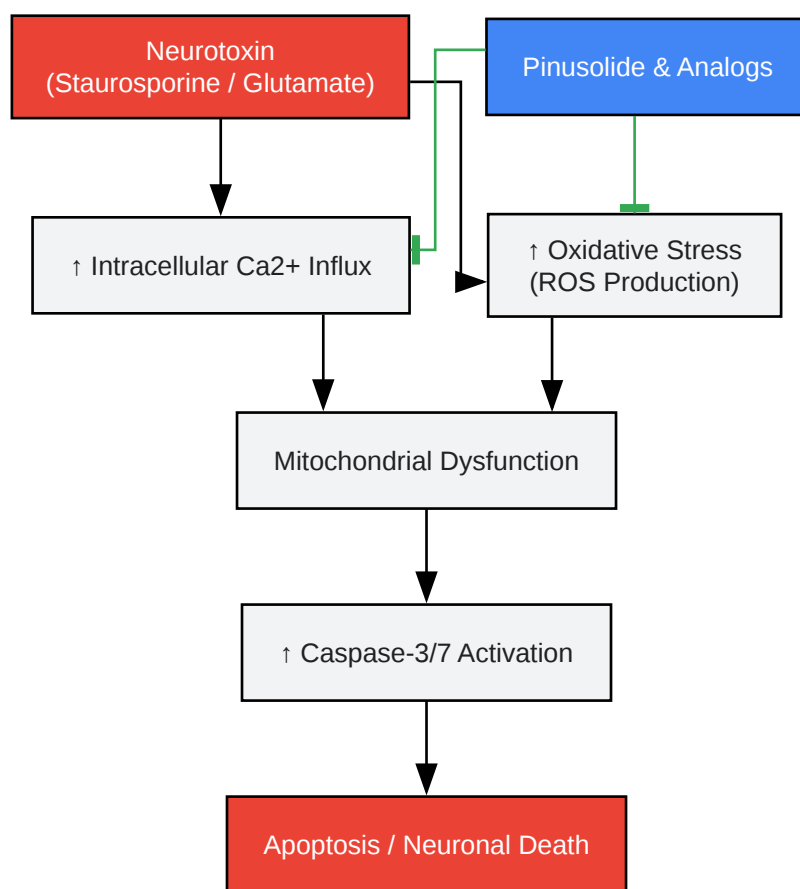 Neurotoxin
(Staurosporine / Glutamate)
Pinusolide & Analogs
↑ Intracellular Ca2+ Influx
↑ Oxidative Stress
(ROS Production)
Mitochondrial Dysfunction
↑ Caspase-3/7 Activation
Apoptosis / Neuronal Death